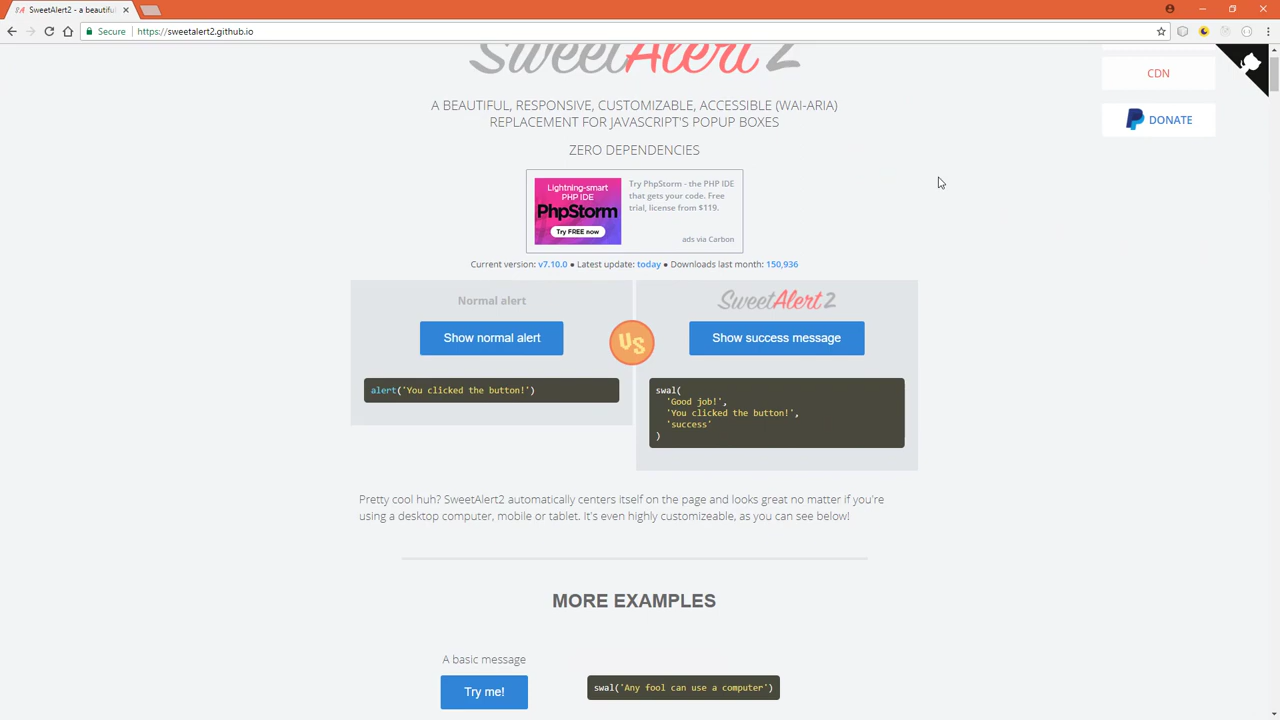 SweetAlert2 - a beautiful
Secure
https://sweetalert2.github.io
SweetAlert 2
CDN
DONATE
A BEAUTIFUL, RESPONSIVE, CUSTOMIZABLE, ACCESSIBLE (WAI-ARIA)
REPLACEMENT FOR JAVASCRIPT'S POPUP BOXES
ZERO DEPENDENCIES
Lightning-smart
PHP IDE
PhpStorm
Try FREE now
Try PhpStorm - the PHP IDE
that gets your code. Free
trial, license from $119.
ads via Carbon
Current version: v7.10.0 ● Latest update: today ● Downloads last month: 150,936
Normal alert
Show normal alert
alert('You clicked the button!')
VS
SweetAlert 2
Show success message
swal(
'Good job!',
'You clicked the button!',
'success'
)
Pretty cool huh? SweetAlert2 automatically centers itself on the page and looks great no matter if you're
using a desktop computer, mobile or tablet. It's even highly customizeable, as you can see below!
MORE EXAMPLES
A basic message
Try me!
swal('Any fool can use a computer')